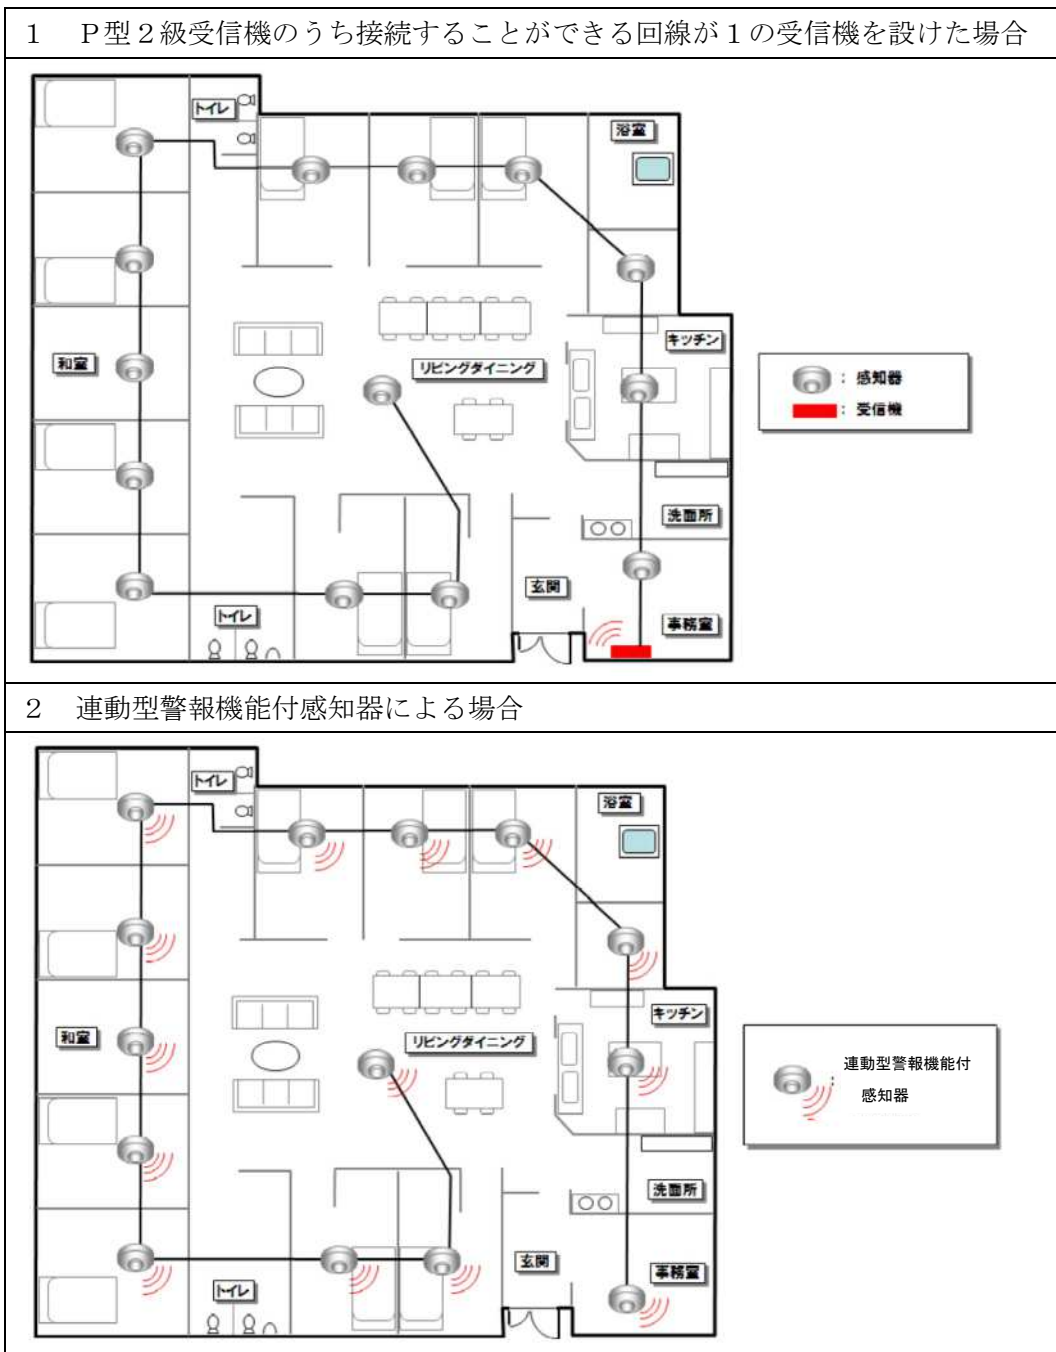 １　Ｐ型２級受信機のうち接続することができる回線が１の受信機を設けた場合
トイレ
浴室
キッチン
和室
リビングダイニング
：感知器
：受信機
洗面所
玄関
トイレ
事務室
２　連動型警報機能付感知器による場合
トイレ
浴室
キッチン
和室
リビングダイニング
：連動型警報機能付
感知器
洗面所
玄関
事務室
トイレ